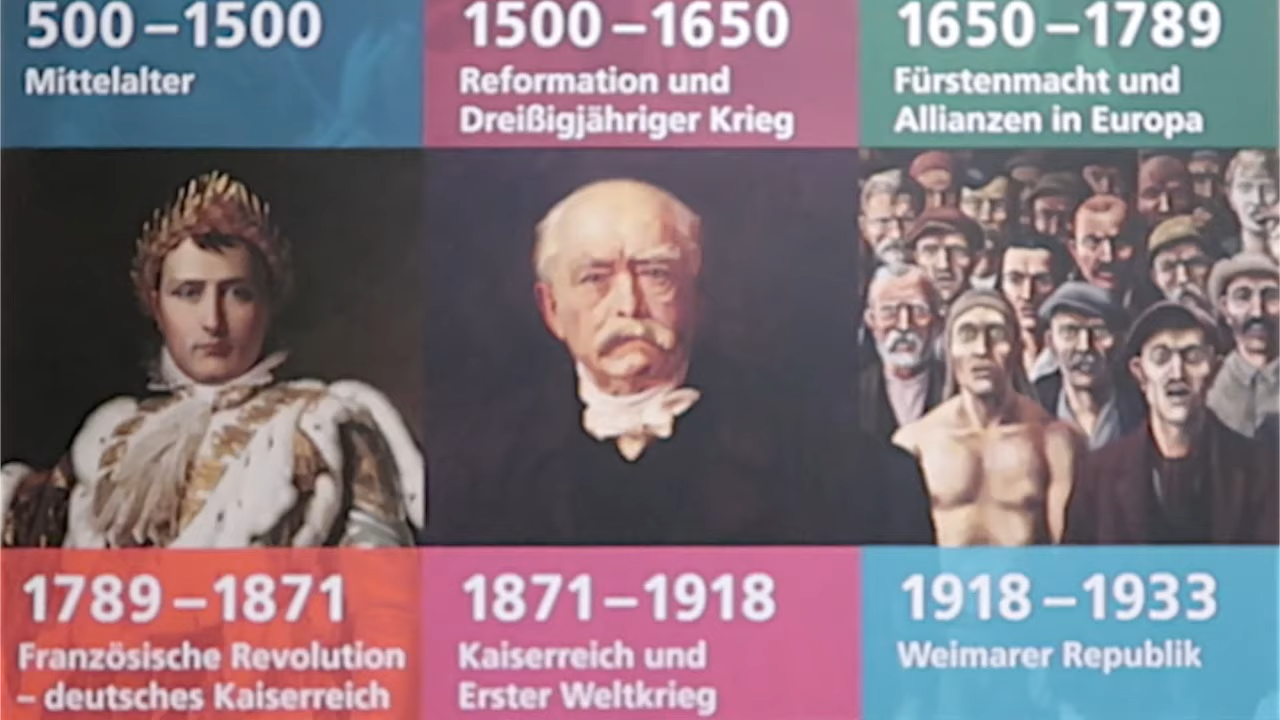 500–1500
Mittelalter
1500–1650
Reformation und
Dreißigjähriger Krieg
1650–1789
Fürstenmacht und
Allianzen in Europa
1789–1871
Französische Revolution
– deutsches Kaiserreich
1871–1918
Kaiserreich und
Erster Weltkrieg
1918–1933
Weimarer Republik